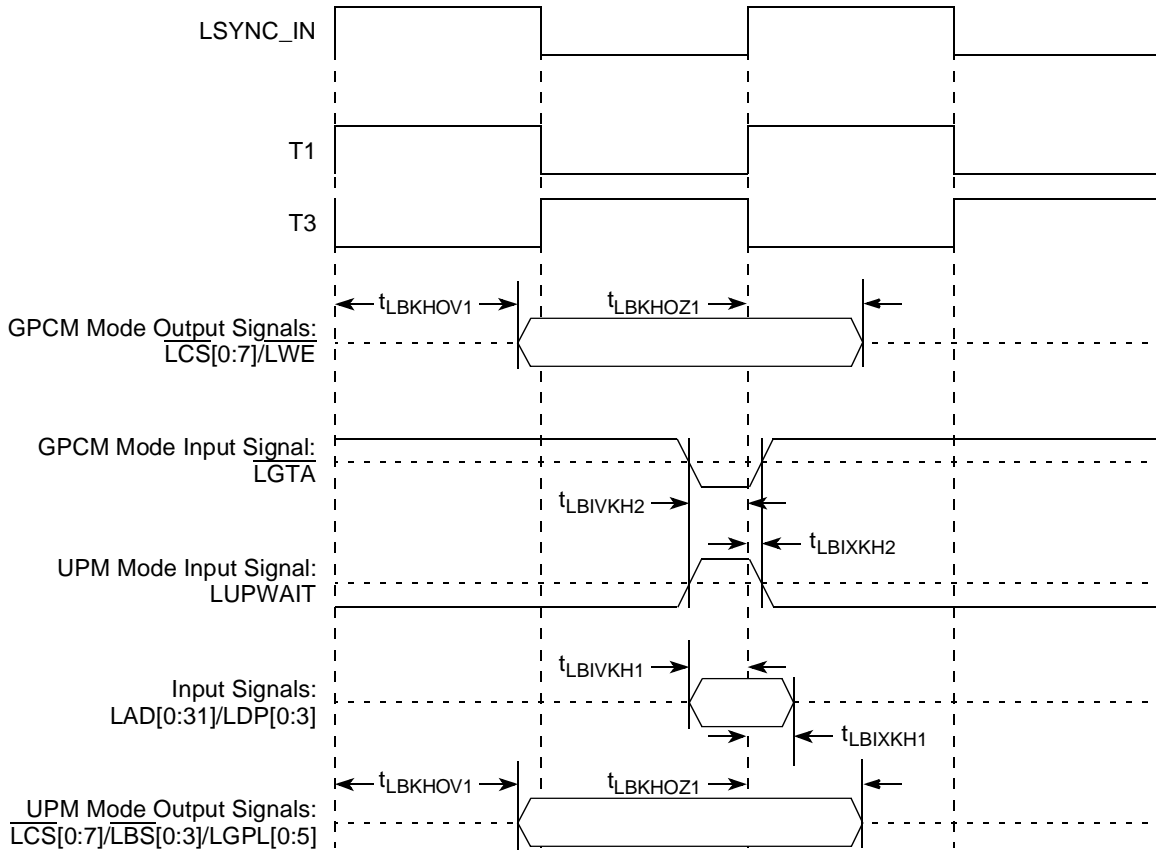 LSYNC_IN
T1
T3
tLBKHOV1
tLBKHOZ1
GPCM Mode Output Signals:
LCS[0:7]/LWE
GPCM Mode Input Signal:
LGTA
tLBIVKH2
tLBIXKH2
UPM Mode Input Signal:
LUPWAIT
tLBIVKH1
Input Signals:
LAD[0:31]/LDP[0:3]
tLBIXKH1
tLBKHOV1
tLBKHOZ1
UPM Mode Output Signals:
LCS[0:7]/LBS[0:3]/LGPL[0:5]